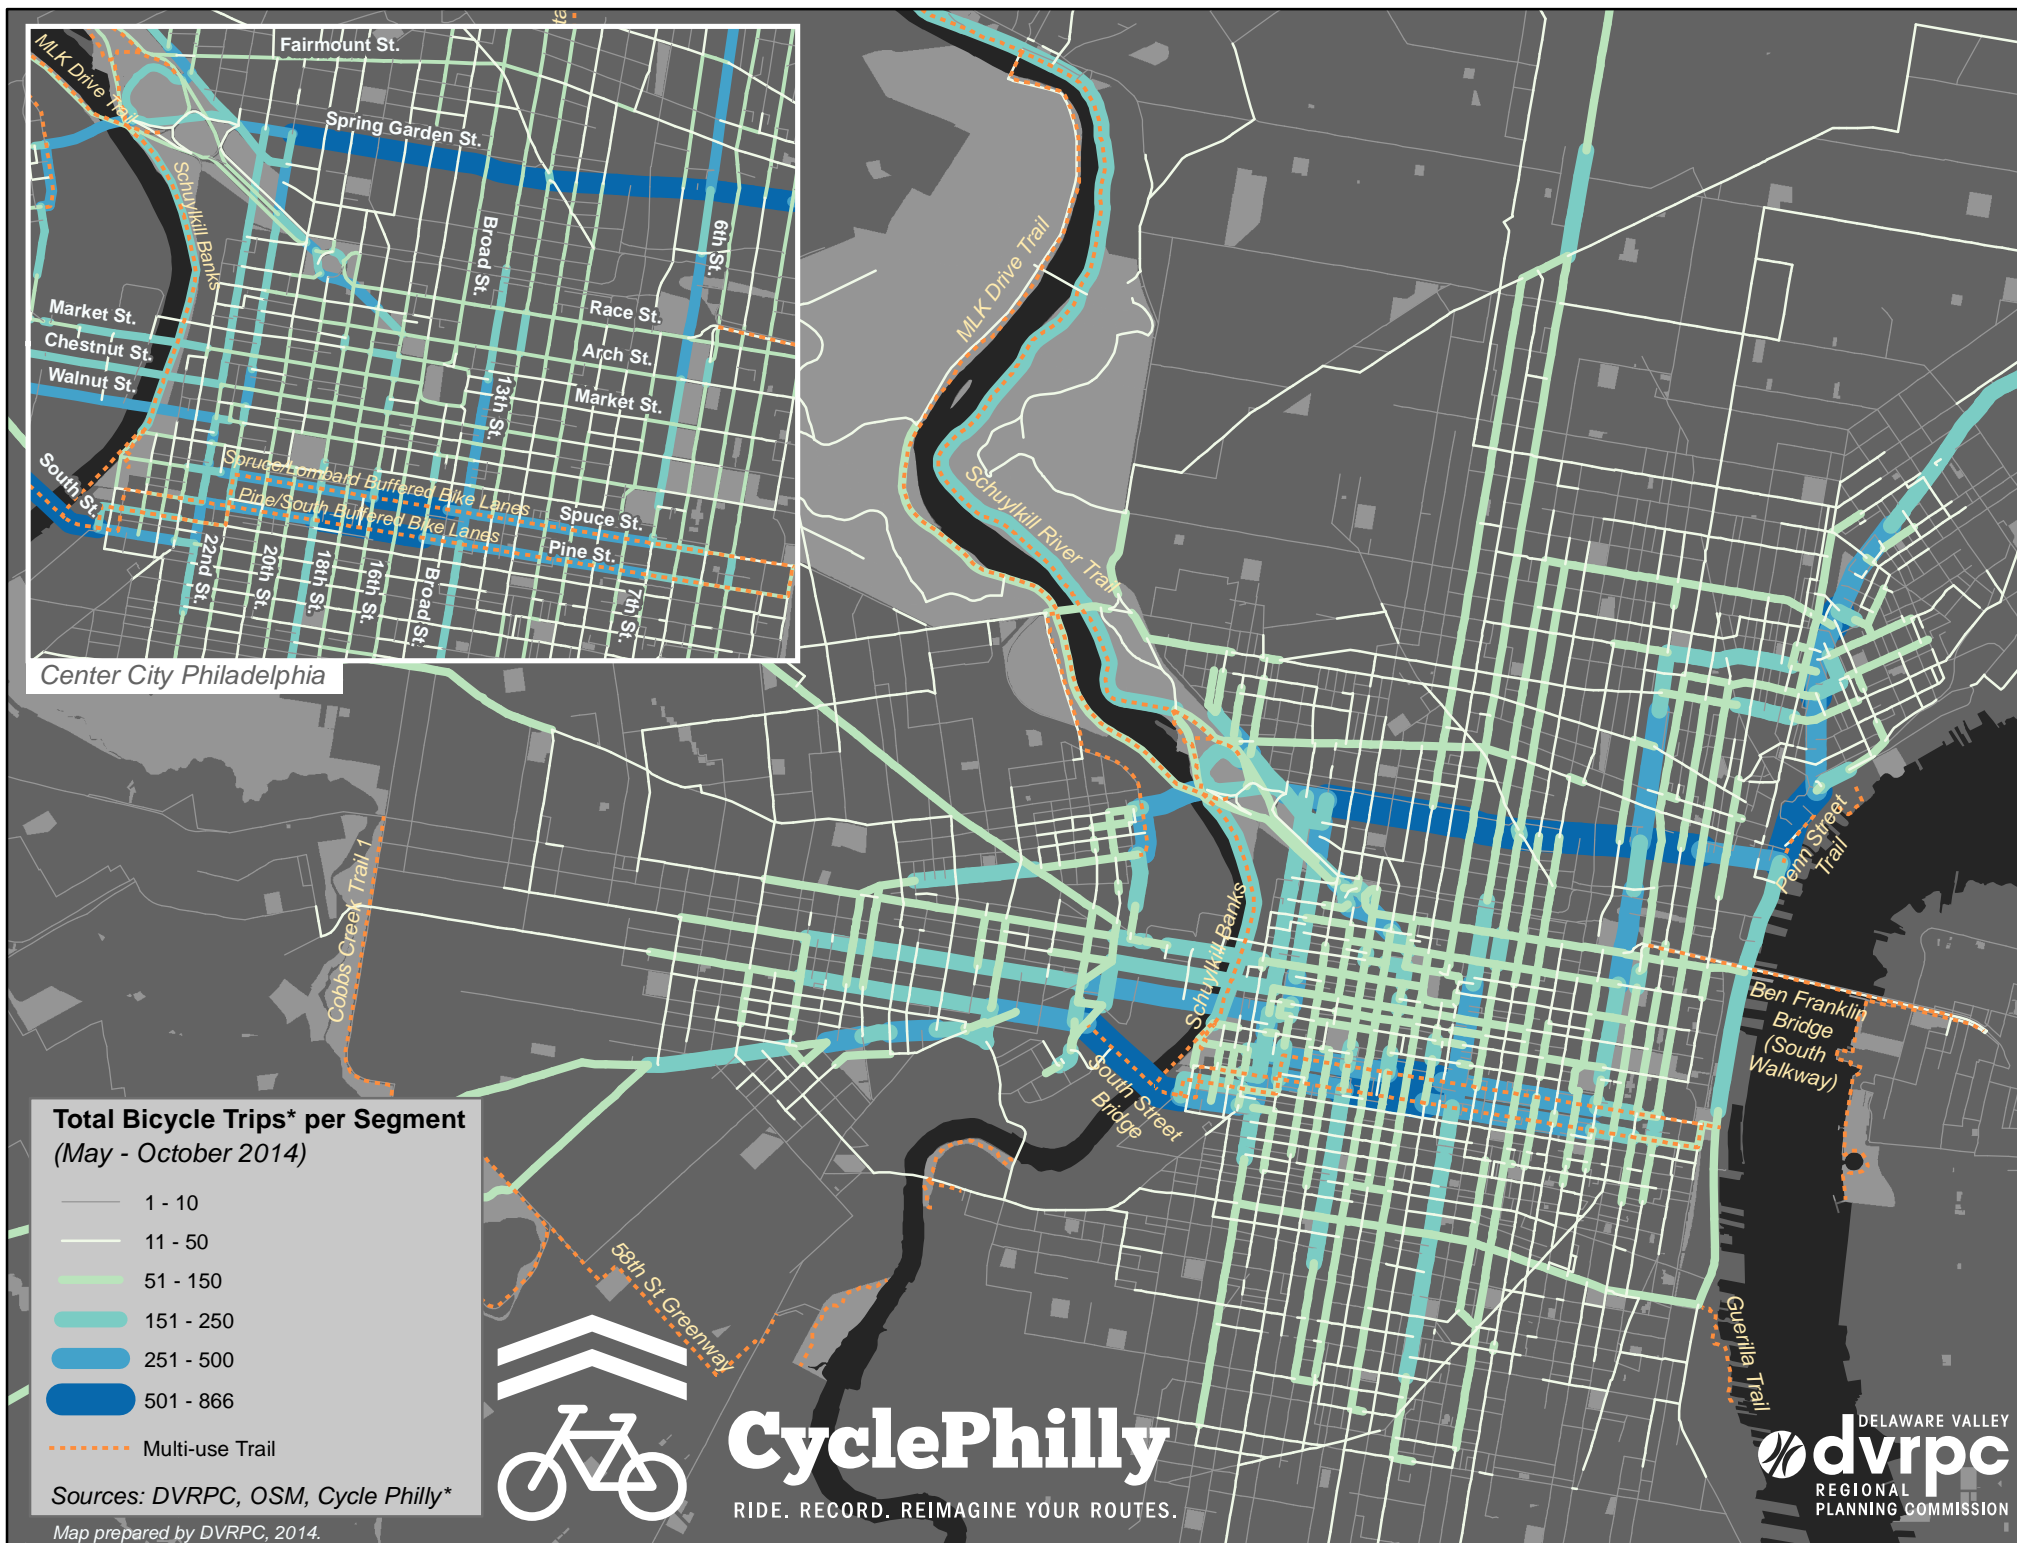 Fairmount St.
MLK Drive Trail
Spring Garden St.
Schuylkill Banks
Broad St.
6th St.
Market St.
Race St.
Chestnut St.
Arch St.
Walnut St.
13th St.
Market St.
South St.
Spruce/Lombard Buffered Bike Lanes
Pine/South Buffered Bike Lanes
Spuce St.
Pine St.
22nd St.
20th St.
18th St.
16th St.
Broad St.
7th St.
Center City Philadelphia
MLK Drive Trail
Schuylkill River Trail
Cobbs Creek Trail 1
Schuylkill Banks
Penn Street
Trail
Ben Franklin
Bridge
(South
Walkway)
South Street
Bridge
58th St Greenway
Guerilla Trail
Total Bicycle Trips* per Segment
(May - October 2014)
1 - 10
11 - 50
51 - 150
151 - 250
251 - 500
501 - 866
Multi-use Trail
Sources: DVRPC, OSM, Cycle Philly*
Map prepared by DVRPC, 2014.
CyclePhilly
RIDE. RECORD. REIMAGINE YOUR ROUTES.
DELAWARE VALLEY
dvrpc
REGIONAL
PLANNING COMMISSION